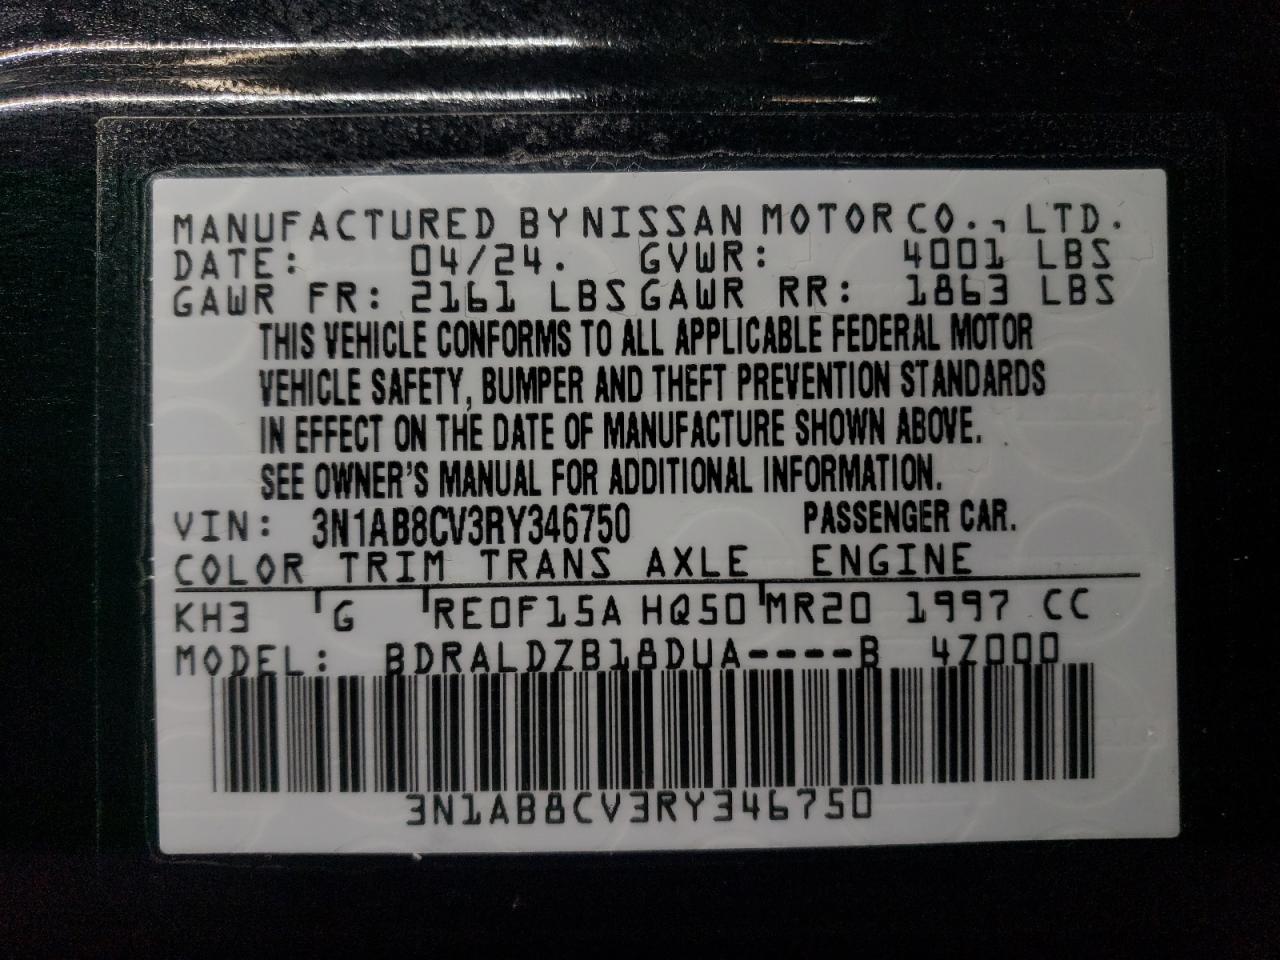 MANUFACTURED BY NISSAN MOTOR CO., LTD.
DATE: 04/24. GVWR: 4001 LBS
GAWR FR: 2161 LBS GAWR RR: 1863 LBS
THIS VEHICLE CONFORMS TO ALL APPLICABLE FEDERAL MOTOR
VEHICLE SAFETY, BUMPER AND THEFT PREVENTION STANDARDS
IN EFFECT ON THE DATE OF MANUFACTURE SHOWN ABOVE.
SEE OWNER'S MANUAL FOR ADDITIONAL INFORMATION.
VIN: 3N1AB8CV3RY346750 PASSENGER CAR.
COLOR TRIM TRANS AXLE ENGINE
KH3 G RE0F15A HQ50 MR20 1997 CC
MODEL: BDRALDZB18DUA----B 4Z000
3N1AB8CV3RY346750